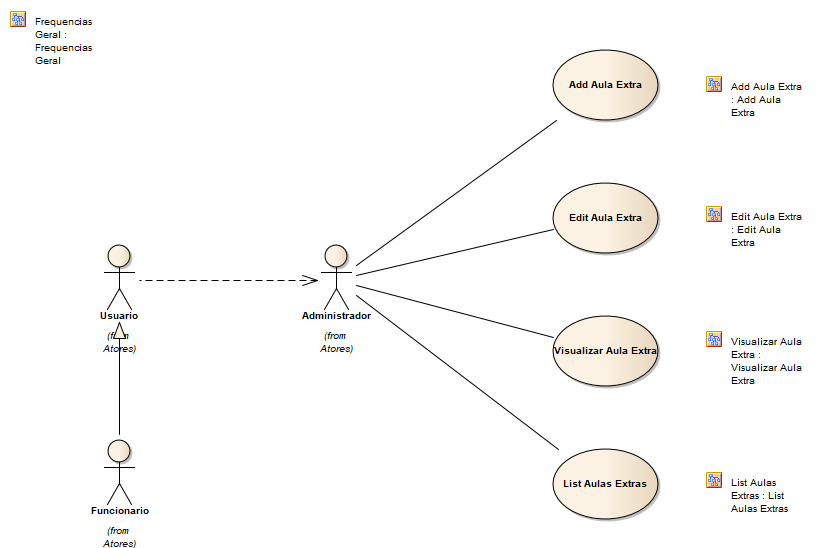 Frequencias
Geral :
Frequencias
Geral
Add Aula Extra
Add Aula Extra
: Add Aula
Extra
Edit Aula Extra
Edit Aula Extra
: Edit Aula
Extra
Usuario
(from
Atores)
Administrador
(from
Atores)
Visualizar Aula Extra
Visualizar Aula
Extra :
Visualizar Aula
Extra
Funcionario
(from
Atores)
List Aulas Extras
List Aulas
Extras : List
Aulas Extras